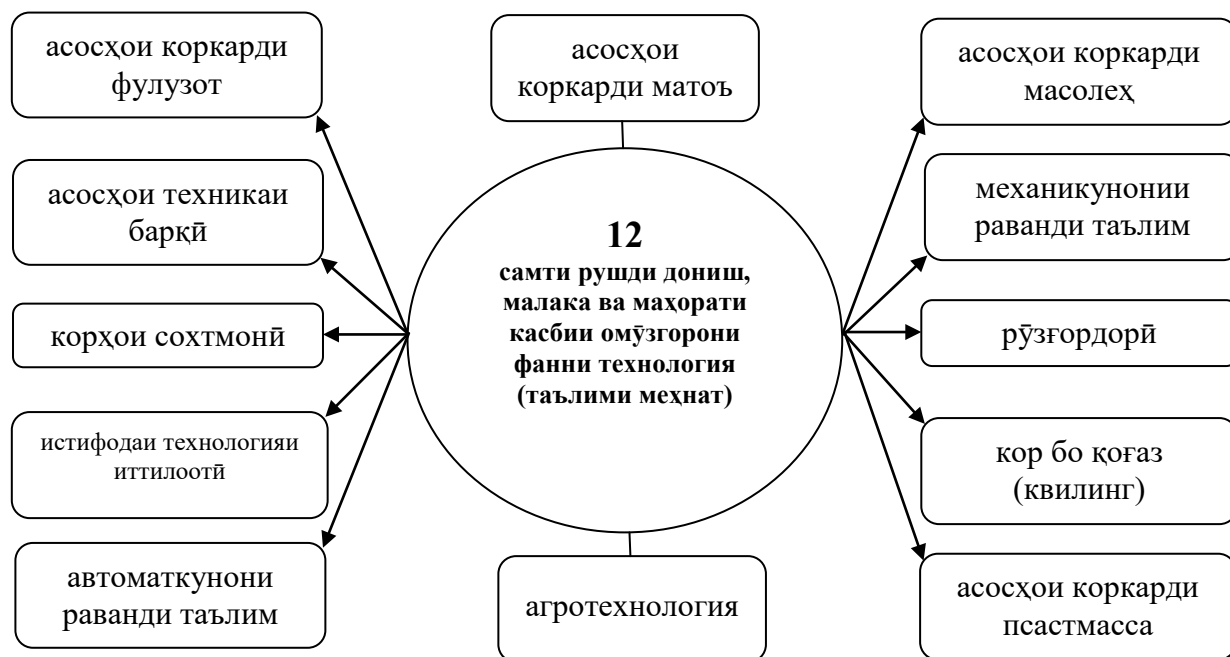 асосҳои коркарди
фулузот
асосҳои
коркарди матоъ
асосҳои коркарди
масолеҳ
асосҳои техникаи
барқӣ
механикунонии
раванди таълим
12
самти рушди дониш,
малака ва маҳорати
касбии омӯзгорони
фанни технология
(таълими меҳнат)
корҳои сохтмонӣ
рӯзғордорӣ
истифодаи технологияи
иттилоотӣ
кор бо қоғаз
(квилинг)
автоматкунони
раванди таълим
агротехнология
асосҳои коркарди
псастмасса